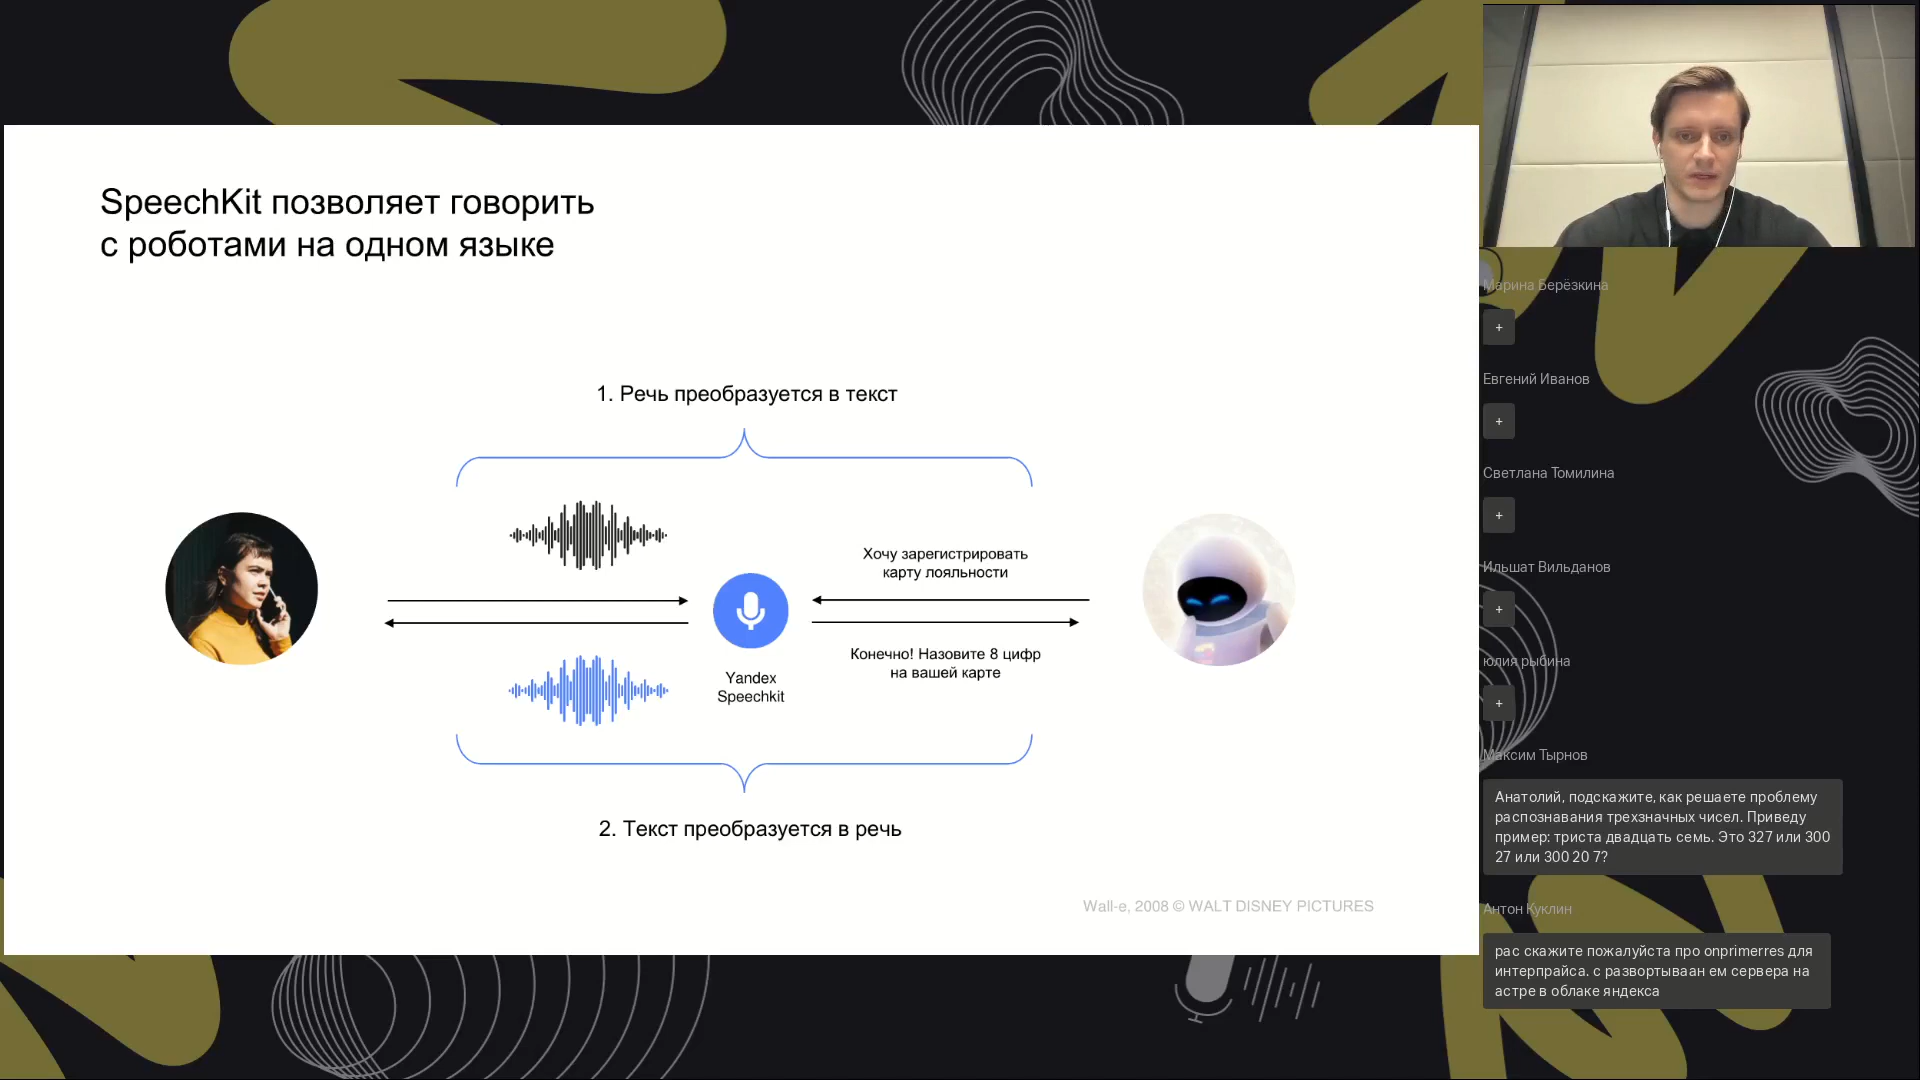 SpeechKit позволяет говорить
с роботами на одном языке
1. Речь преобразуется в текст
Хочу зарегистрировать
карту лояльности
Конечно! Назовите 8 цифр
на вашей карте
Yandex
Speechkit
2. Текст преобразуется в речь
Wall-e, 2008 © WALT DISNEY PICTURES
Марина Берёзкина
+
Евгений Иванов
+
Светлана Томилина
+
Ильшат Вильданов
+
юлия рыбина
+
Максим Тырнов
Анатолий, подскажите, как решаете проблему
распознавания трехзначных чисел. Приведу
пример: триста двадцать семь. Это 327 или 300
27 или 300 20 7?
Антон Куклин
рас скажите пожалуйста про onprimerres для
интерпрайса. с развортываан ем сервера на
астре в облаке яндекса